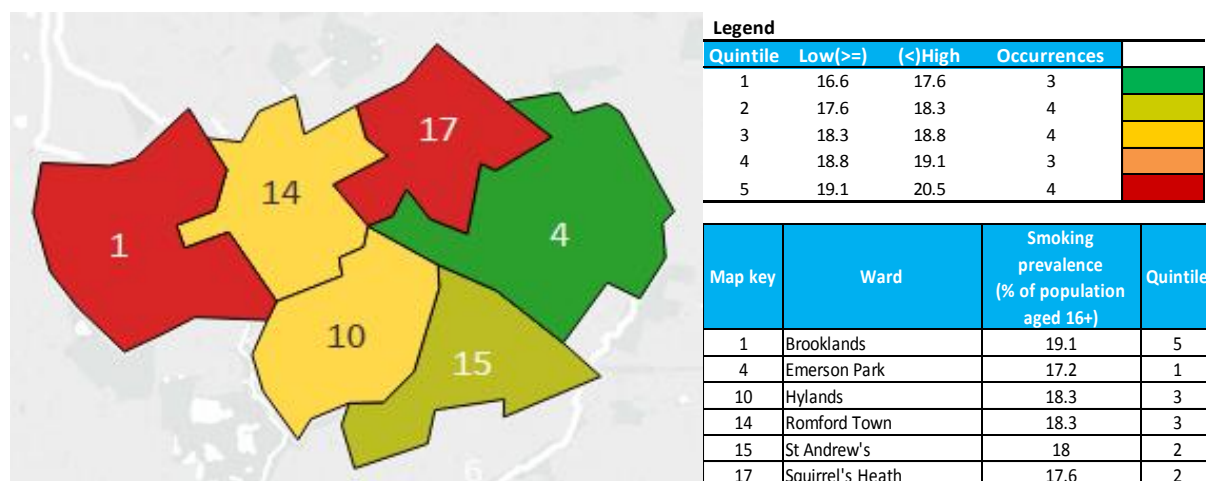 Legend
Quintile Low(>=) (<)High Occurrences
1 16.6 17.6 3
2 17.6 18.3 4
3 18.3 18.8 4
4 18.8 19.1 3
5 19.1 20.5 4
17
14
4
1
10
15
6
Map key Ward Smoking prevalence (% of population aged 16+) Quintile
1 Brooklands 19.1 5
4 Emerson Park 17.2 1
10 Hylands 18.3 3
14 Romford Town 18.3 3
15 St Andrew's 18 2
17 Squirrel's Heath 17.6 2